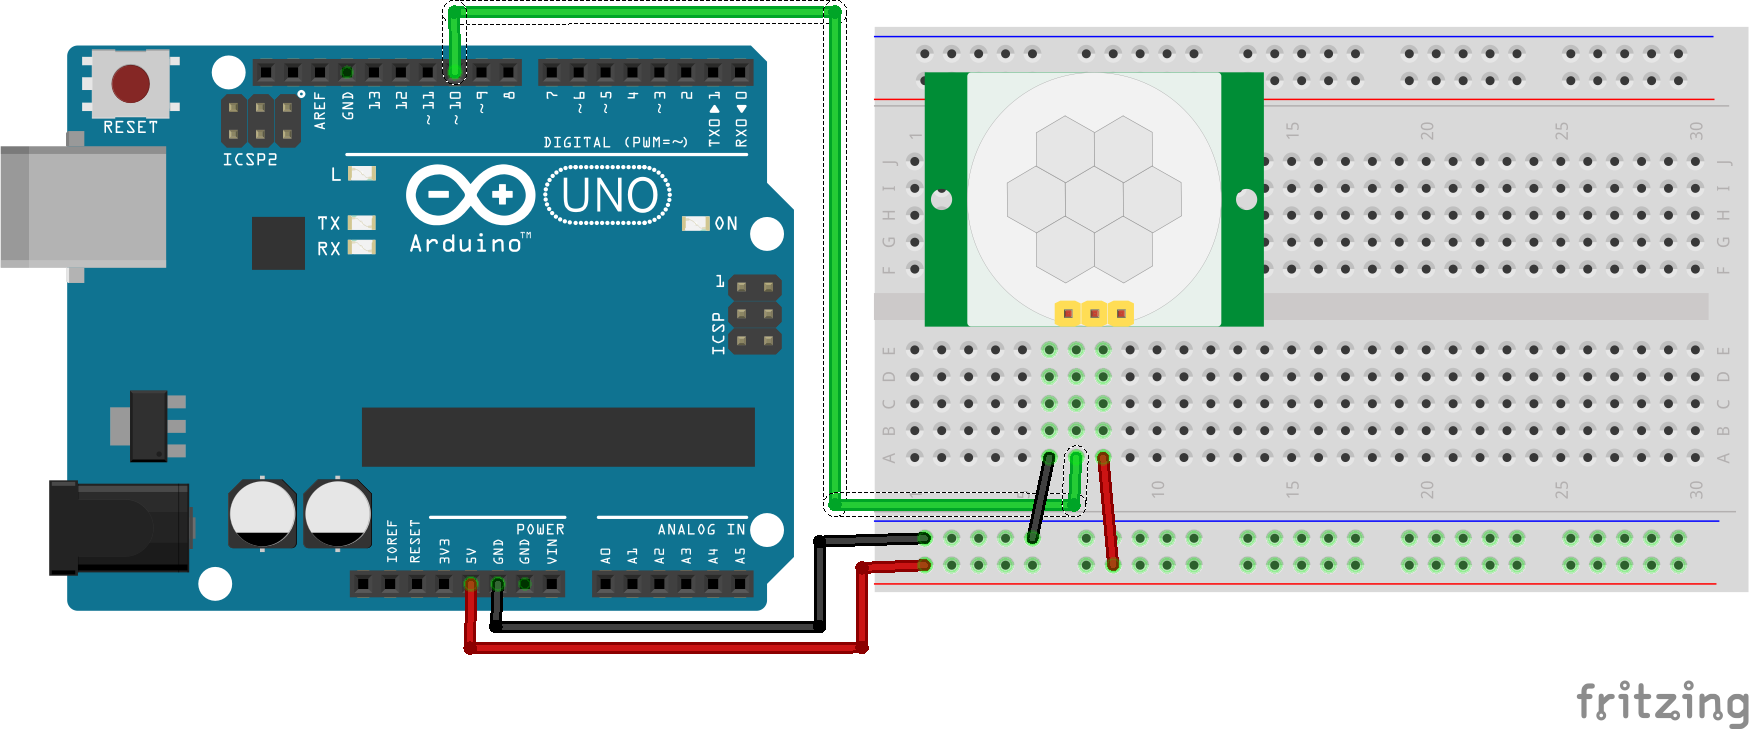 RESET
ICSP2
AREF
GND
13
12
~11
~10
~9
8
7
~6
~5
4
~3
2
TX0▶1
RX0◀0
DIGITAL (PWM=~)
L
TX
RX
Arduino™
UNO
ON
1
ICSP
IOREF
RESET
3V3
5V
GND
GND
VIN
POWER
ANALOG IN
A0
A1
A2
A3
A4
A5
1
15
20
25
30
J
I
H
G
F
J
I
H
G
F
E
D
C
B
A
E
D
C
B
A
10
15
20
25
30
fritzing